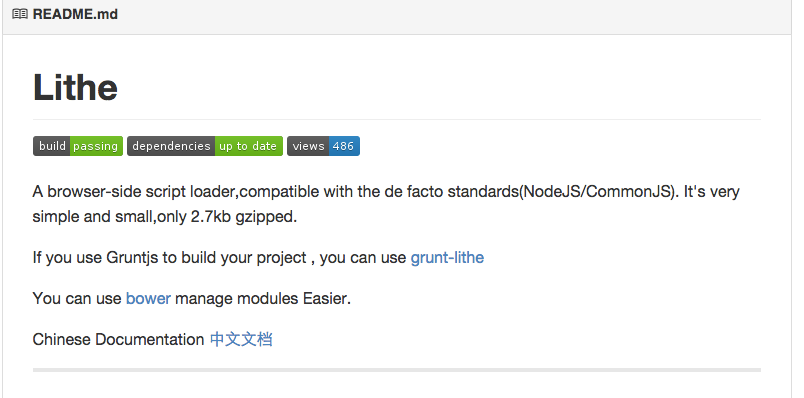 README.md
Lithe
build passing dependencies up to date views 486
A browser-side script loader,compatible with the de facto standards(NodeJS/CommonJS). It's very
simple and small,only 2.7kb gzipped.
If you use Gruntjs to build your project , you can use grunt-lithe
You can use bower manage modules Easier.
Chinese Documentation 中文文档